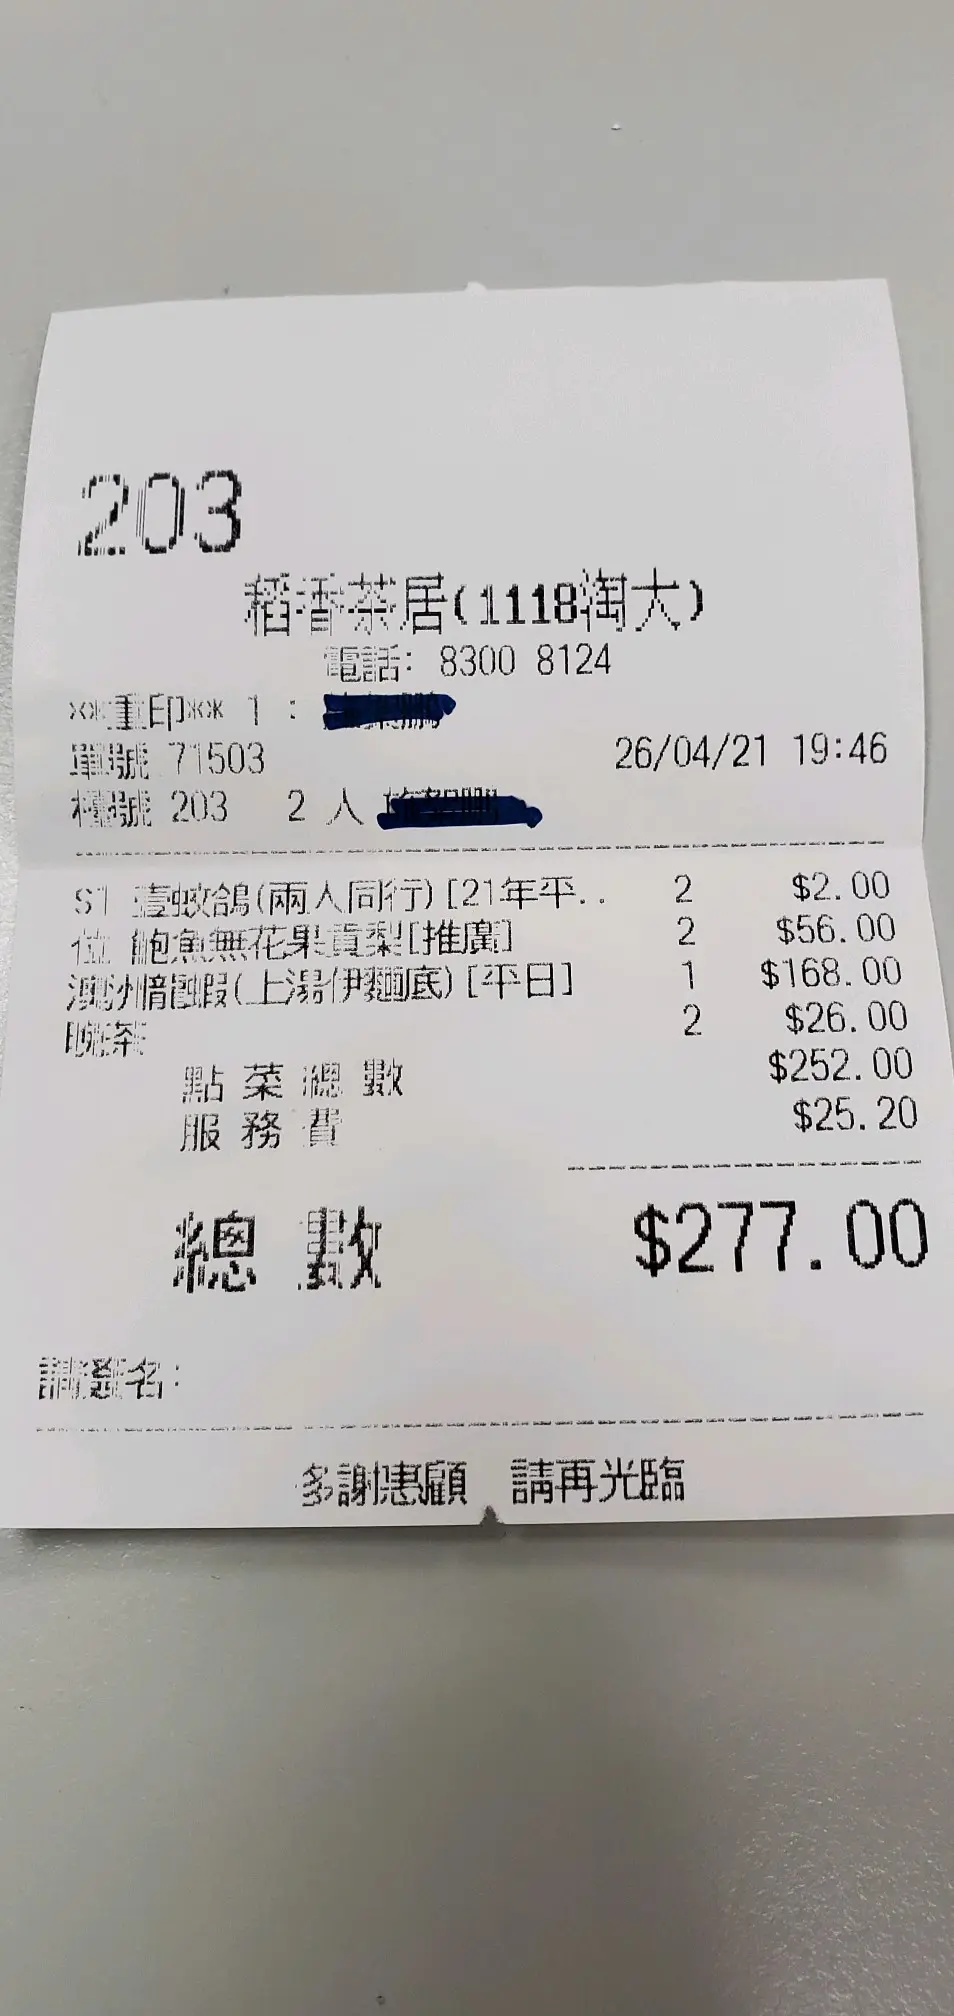 203
稻香茶居(1118淘大)
電話: 8300 8124
**重印** 1 :
單號 71503 26/04/21 19:46
檯號 203 2 人
S1 壹蚊鴿(兩人同行)[21年平.. 2 $2.00
位 鮑魚無花果貢梨[推廣] 2 $56.00
澳洲龍蝦(上湯伊麵底)[平日] 1 $168.00
晚茶 2 $26.00
點菜總數 $252.00
服務費 $25.20
總數 $277.00
請簽名:
多謝惠顧 請再光臨